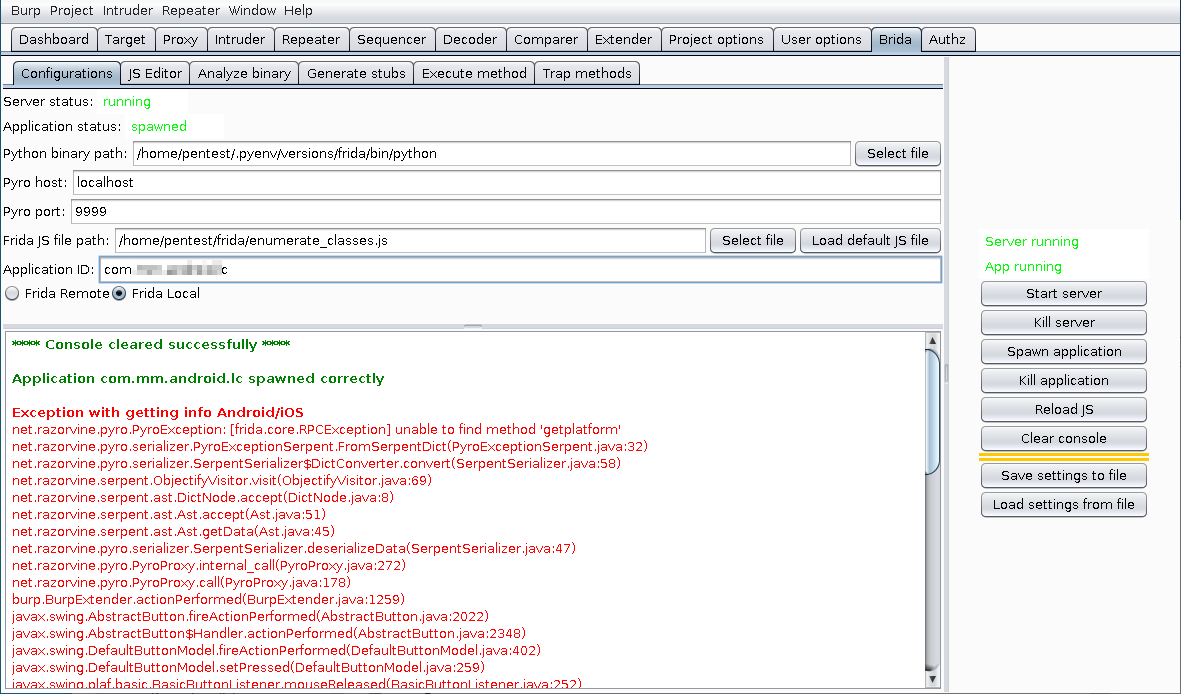 Burp Project Intruder Repeater Window Help
Dashboard Target Proxy Intruder Repeater Sequencer Decoder Comparer Extender Project options User options Brida Authz
Configurations JS Editor Analyze binary Generate stubs Execute method Trap methods
Server status: running
Application status: spawned
Python binary path: /home/pentest/.pyenv/versions/frida/bin/python Select file
Pyro host: localhost
Pyro port: 9999
Frida JS file path: /home/pentest/frida/enumerate_classes.js Select file Load default JS file
Application ID: com c
Frida Remote Frida Local
**** Console cleared successfully ****
Application com.mm.android.lc spawned correctly
Exception with getting info Android/iOS
net.razorvine.pyro.PyroException: [frida.core.RPCException] unable to find method 'getplatform'
net.razorvine.pyro.serializer.PyroExceptionSerpent.FromSerpentDict(PyroExceptionSerpent.java:32)
net.razorvine.pyro.serializer.SerpentSerializer$DictConverter.convert(SerpentSerializer.java:58)
net.razorvine.serpent.ObjectifyVisitor.visit(ObjectifyVisitor.java:69)
net.razorvine.serpent.ast.DictNode.accept(DictNode.java:8)
net.razorvine.serpent.ast.Ast.accept(Ast.java:51)
net.razorvine.serpent.ast.Ast.getData(Ast.java:45)
net.razorvine.pyro.serializer.SerpentSerializer.deserializeData(SerpentSerializer.java:47)
net.razorvine.pyro.PyroProxy.internal_call(PyroProxy.java:272)
net.razorvine.pyro.PyroProxy.call(PyroProxy.java:178)
burp.BurpExtender.actionPerformed(BurpExtender.java:1259)
javax.swing.AbstractButton.fireActionPerformed(AbstractButton.java:2022)
javax.swing.AbstractButton$Handler.actionPerformed(AbstractButton.java:2348)
javax.swing.DefaultButtonModel.fireActionPerformed(DefaultButtonModel.java:402)
javax.swing.DefaultButtonModel.setPressed(DefaultButtonModel.java:259)
javax.swing.plaf.basic.BasicButtonListener.mouseReleased(BasicButtonListener.java:252)
Server running
App running
Start server
Kill server
Spawn application
Kill application
Reload JS
Clear console
Save settings to file
Load settings from file